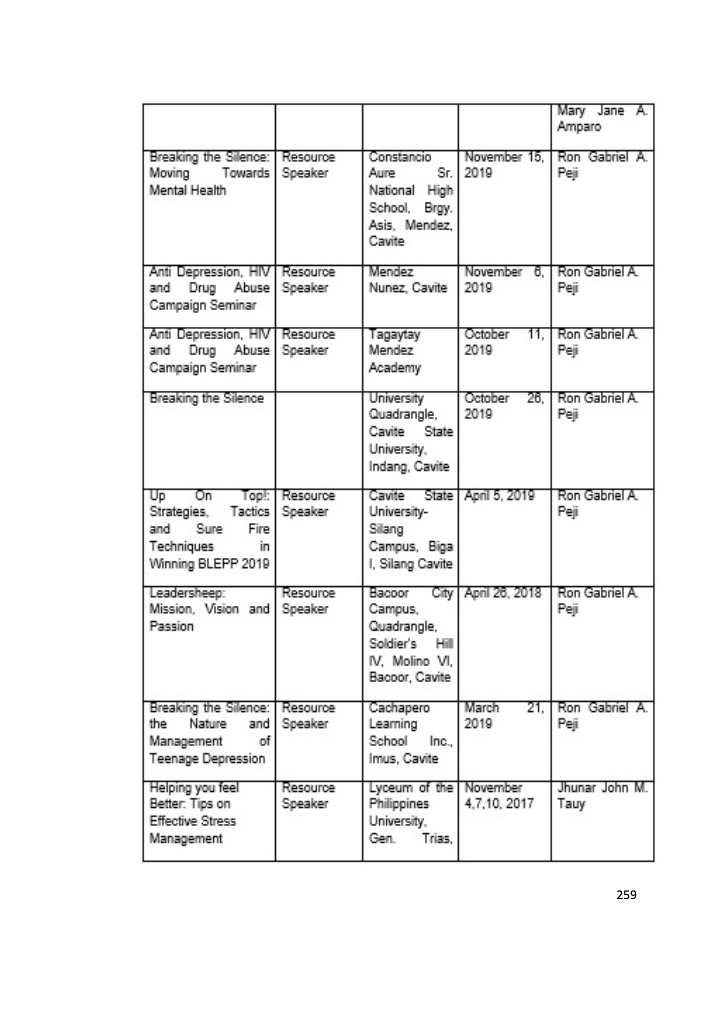 Mary Jane A.
Amparo
Breaking the Silence:
Moving Towards
Mental Health
Resource
Speaker
Constancio
Aure Sr.
National High
School, Brgy.
Asis, Mendez,
Cavite
November 15,
2019
Ron Gabriel A.
Peji
Anti Depression, HIV
and Drug Abuse
Campaign Seminar
Resource
Speaker
Mendez
Nunez, Cavite
November 6,
2019
Ron Gabriel A.
Peji
Anti Depression, HIV
and Drug Abuse
Campaign Seminar
Resource
Speaker
Tagaytay
Mendez
Academy
October 11,
2019
Ron Gabriel A.
Peji
Breaking the Silence
University
Quadrangle,
Cavite State
University,
Indang, Cavite
October 26,
2019
Ron Gabriel A.
Peji
Up On Top!:
Strategies, Tactics
and Sure Fire
Techniques in
Winning BLEPP 2019
Resource
Speaker
Cavite State
University-
Silang
Campus, Biga
I, Silang Cavite
April 5, 2019
Ron Gabriel A.
Peji
Leadersheep:
Mission, Vision and
Passion
Resource
Speaker
Bacoor City
Campus,
Quadrangle,
Soldier's Hill
IV, Molino VI,
Bacoor, Cavite
April 26, 2018
Ron Gabriel A.
Peji
Breaking the Silence:
the Nature and
Management of
Teenage Depression
Resource
Speaker
Cachapero
Learning
School Inc.,
Imus, Cavite
March 21,
2019
Ron Gabriel A.
Peji
Helping you feel
Better: Tips on
Effective Stress
Management
Resource
Speaker
Lyceum of the
Philippines
University,
Gen. Trias,
November
4,7,10, 2017
Jhunar John M.
Tauy
259